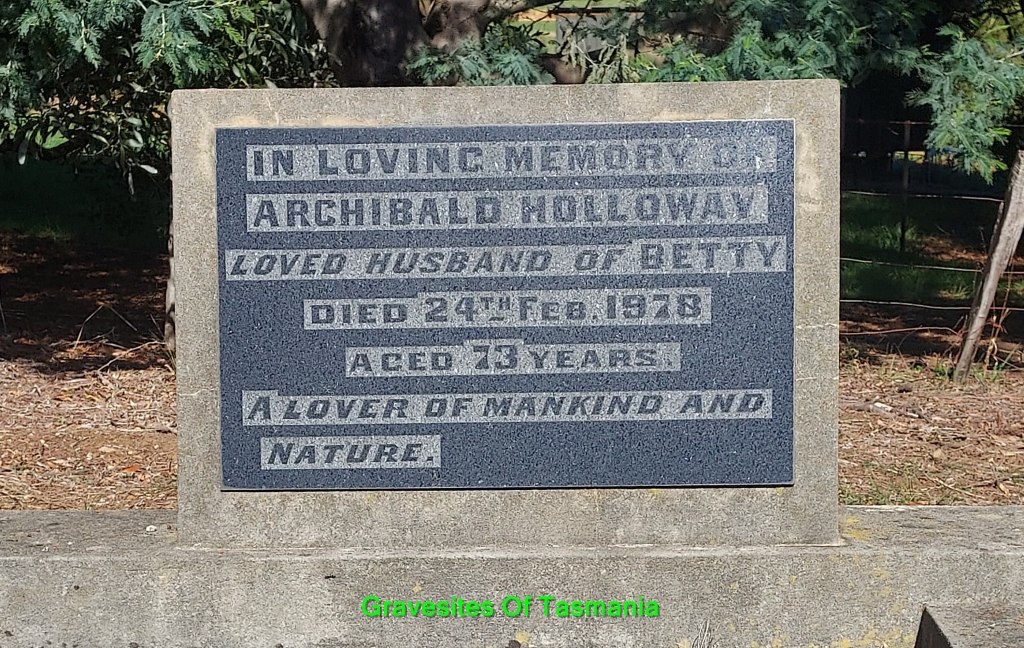 IN LOVING MEMORY OF
ARCHIBALD HOLLOWAY
LOVED HUSBAND OF BETTY
DIED 24TH FEB. 1978
AGED 73 YEARS.
A LOVER OF MANKIND AND
NATURE.
Gravesites Of Tasmania